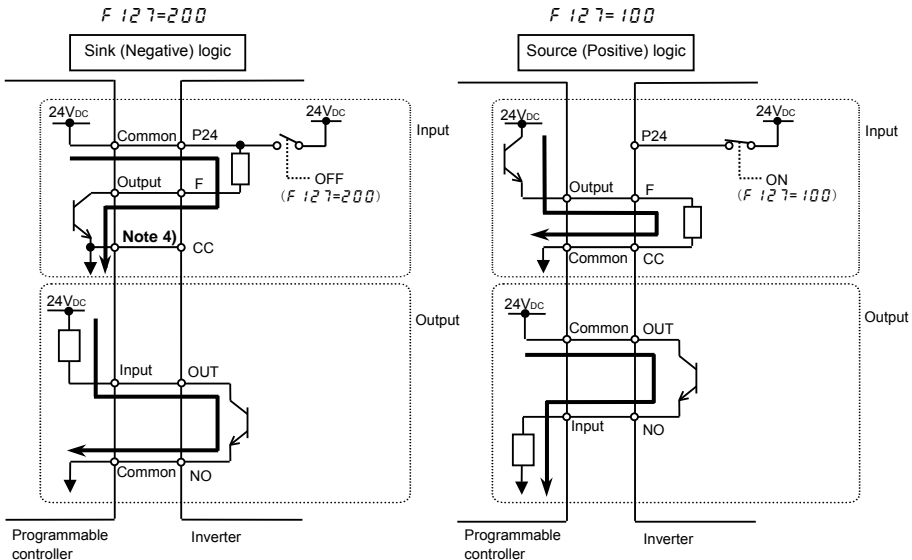 F127=200
Sink (Negative) logic
24VDC
Common
P24
24VDC
Input
OFF
(F127=200)
Output
F
Note 4)
CC
24VDC
Output
Input
OUT
Common
NO
Programmable
controller
Inverter
F127=100
Source (Positive) logic
24VDC
24VDC
Input
P24
ON
(F127=100)
Output
F
Common
CC
24VDC
Output
Common
OUT
Input
NO
Programmable
controller
Inverter